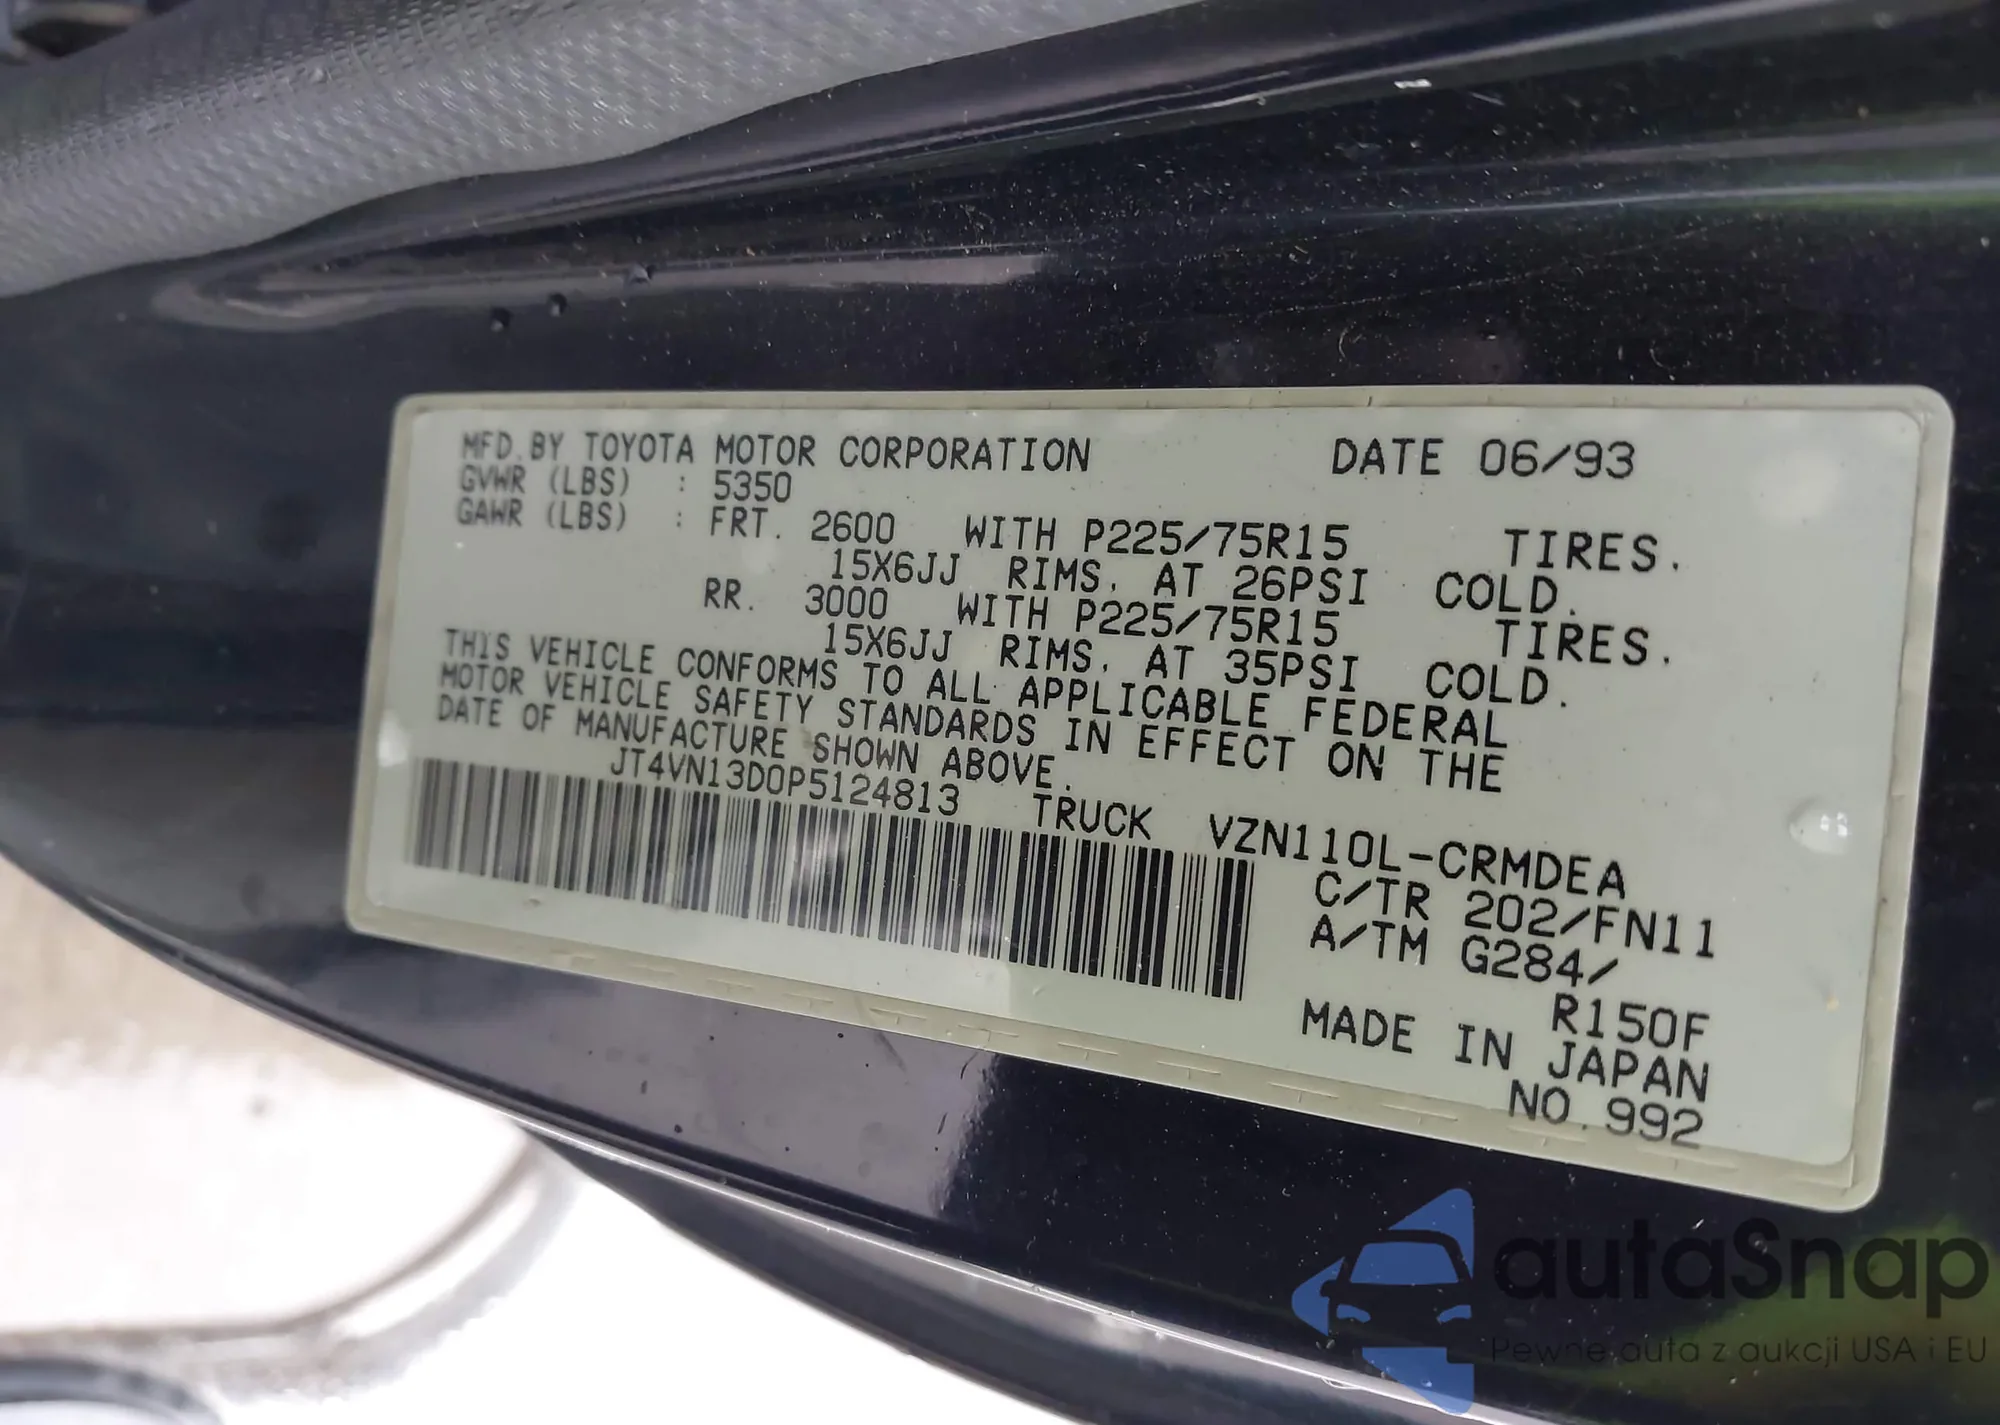 MFD. BY TOYOTA MOTOR CORPORATION DATE 06/93
GVWR (LBS) : 5350
GAWR (LBS) : FRT. 2600 WITH P225/75R15 TIRES.
15X6JJ RIMS, AT 26PSI COLD.
RR. 3000 WITH P225/75R15 TIRES.
15X6JJ RIMS, AT 35PSI COLD.
THIS VEHICLE CONFORMS TO ALL APPLICABLE FEDERAL
MOTOR VEHICLE SAFETY STANDARDS IN EFFECT ON THE
DATE OF MANUFACTURE SHOWN ABOVE.
JT4VN13D0P5124813 TRUCK VZN110L-CRMDEA
C/TR 202/FN11
A/TM G284/
R150F
MADE IN JAPAN
NO.992
autaSnap
Pewne auta z aukcji USA i EU